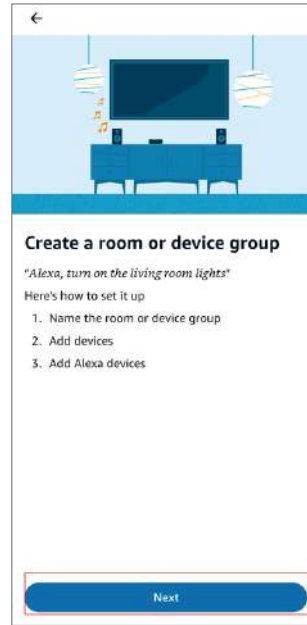 Create a room or device group
"Alexa, turn on the living room lights"
Here's how to set it up
1. Name the room or device group
2. Add devices
3. Add Alexa devices
Next